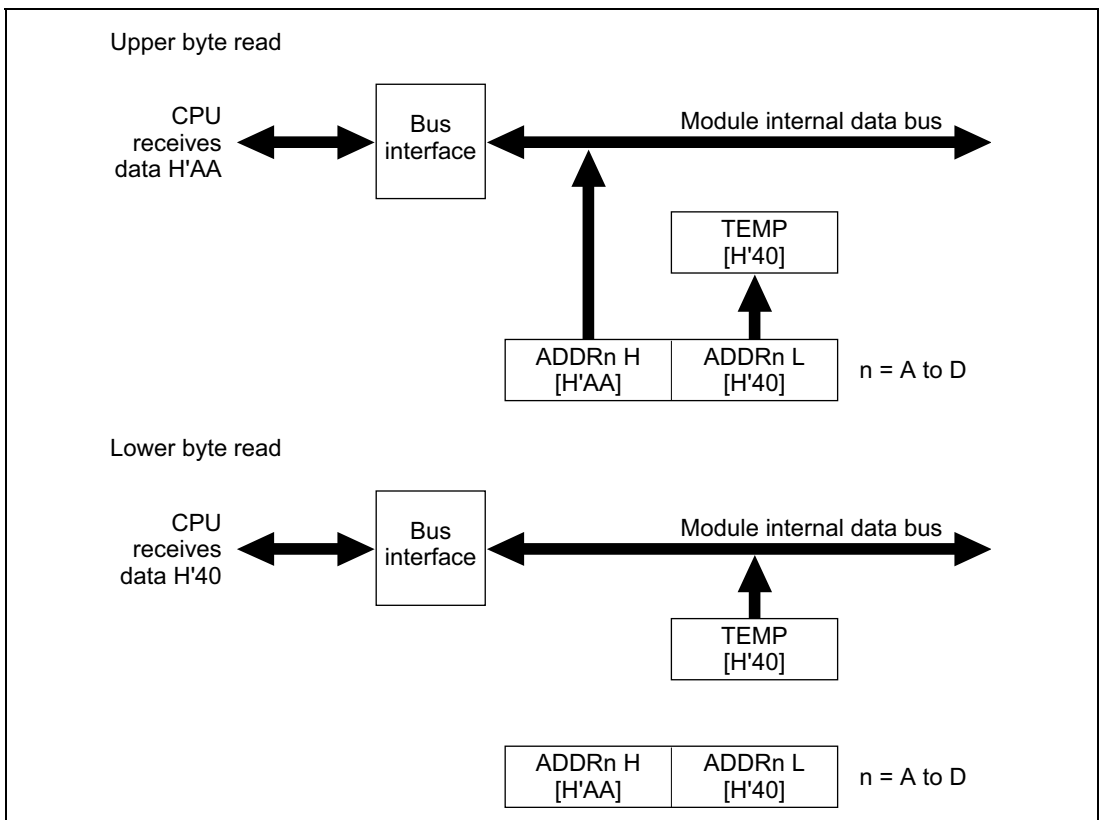 Upper byte read
CPU
receives
data H'AA
Bus
interface
Module internal data bus
TEMP
[H'40]
ADDRn H
[H'AA]
ADDRn L
[H'40]
n = A to D
Lower byte read
CPU
receives
data H'40
Bus
interface
Module internal data bus
TEMP
[H'40]
ADDRn H
[H'AA]
ADDRn L
[H'40]
n = A to D